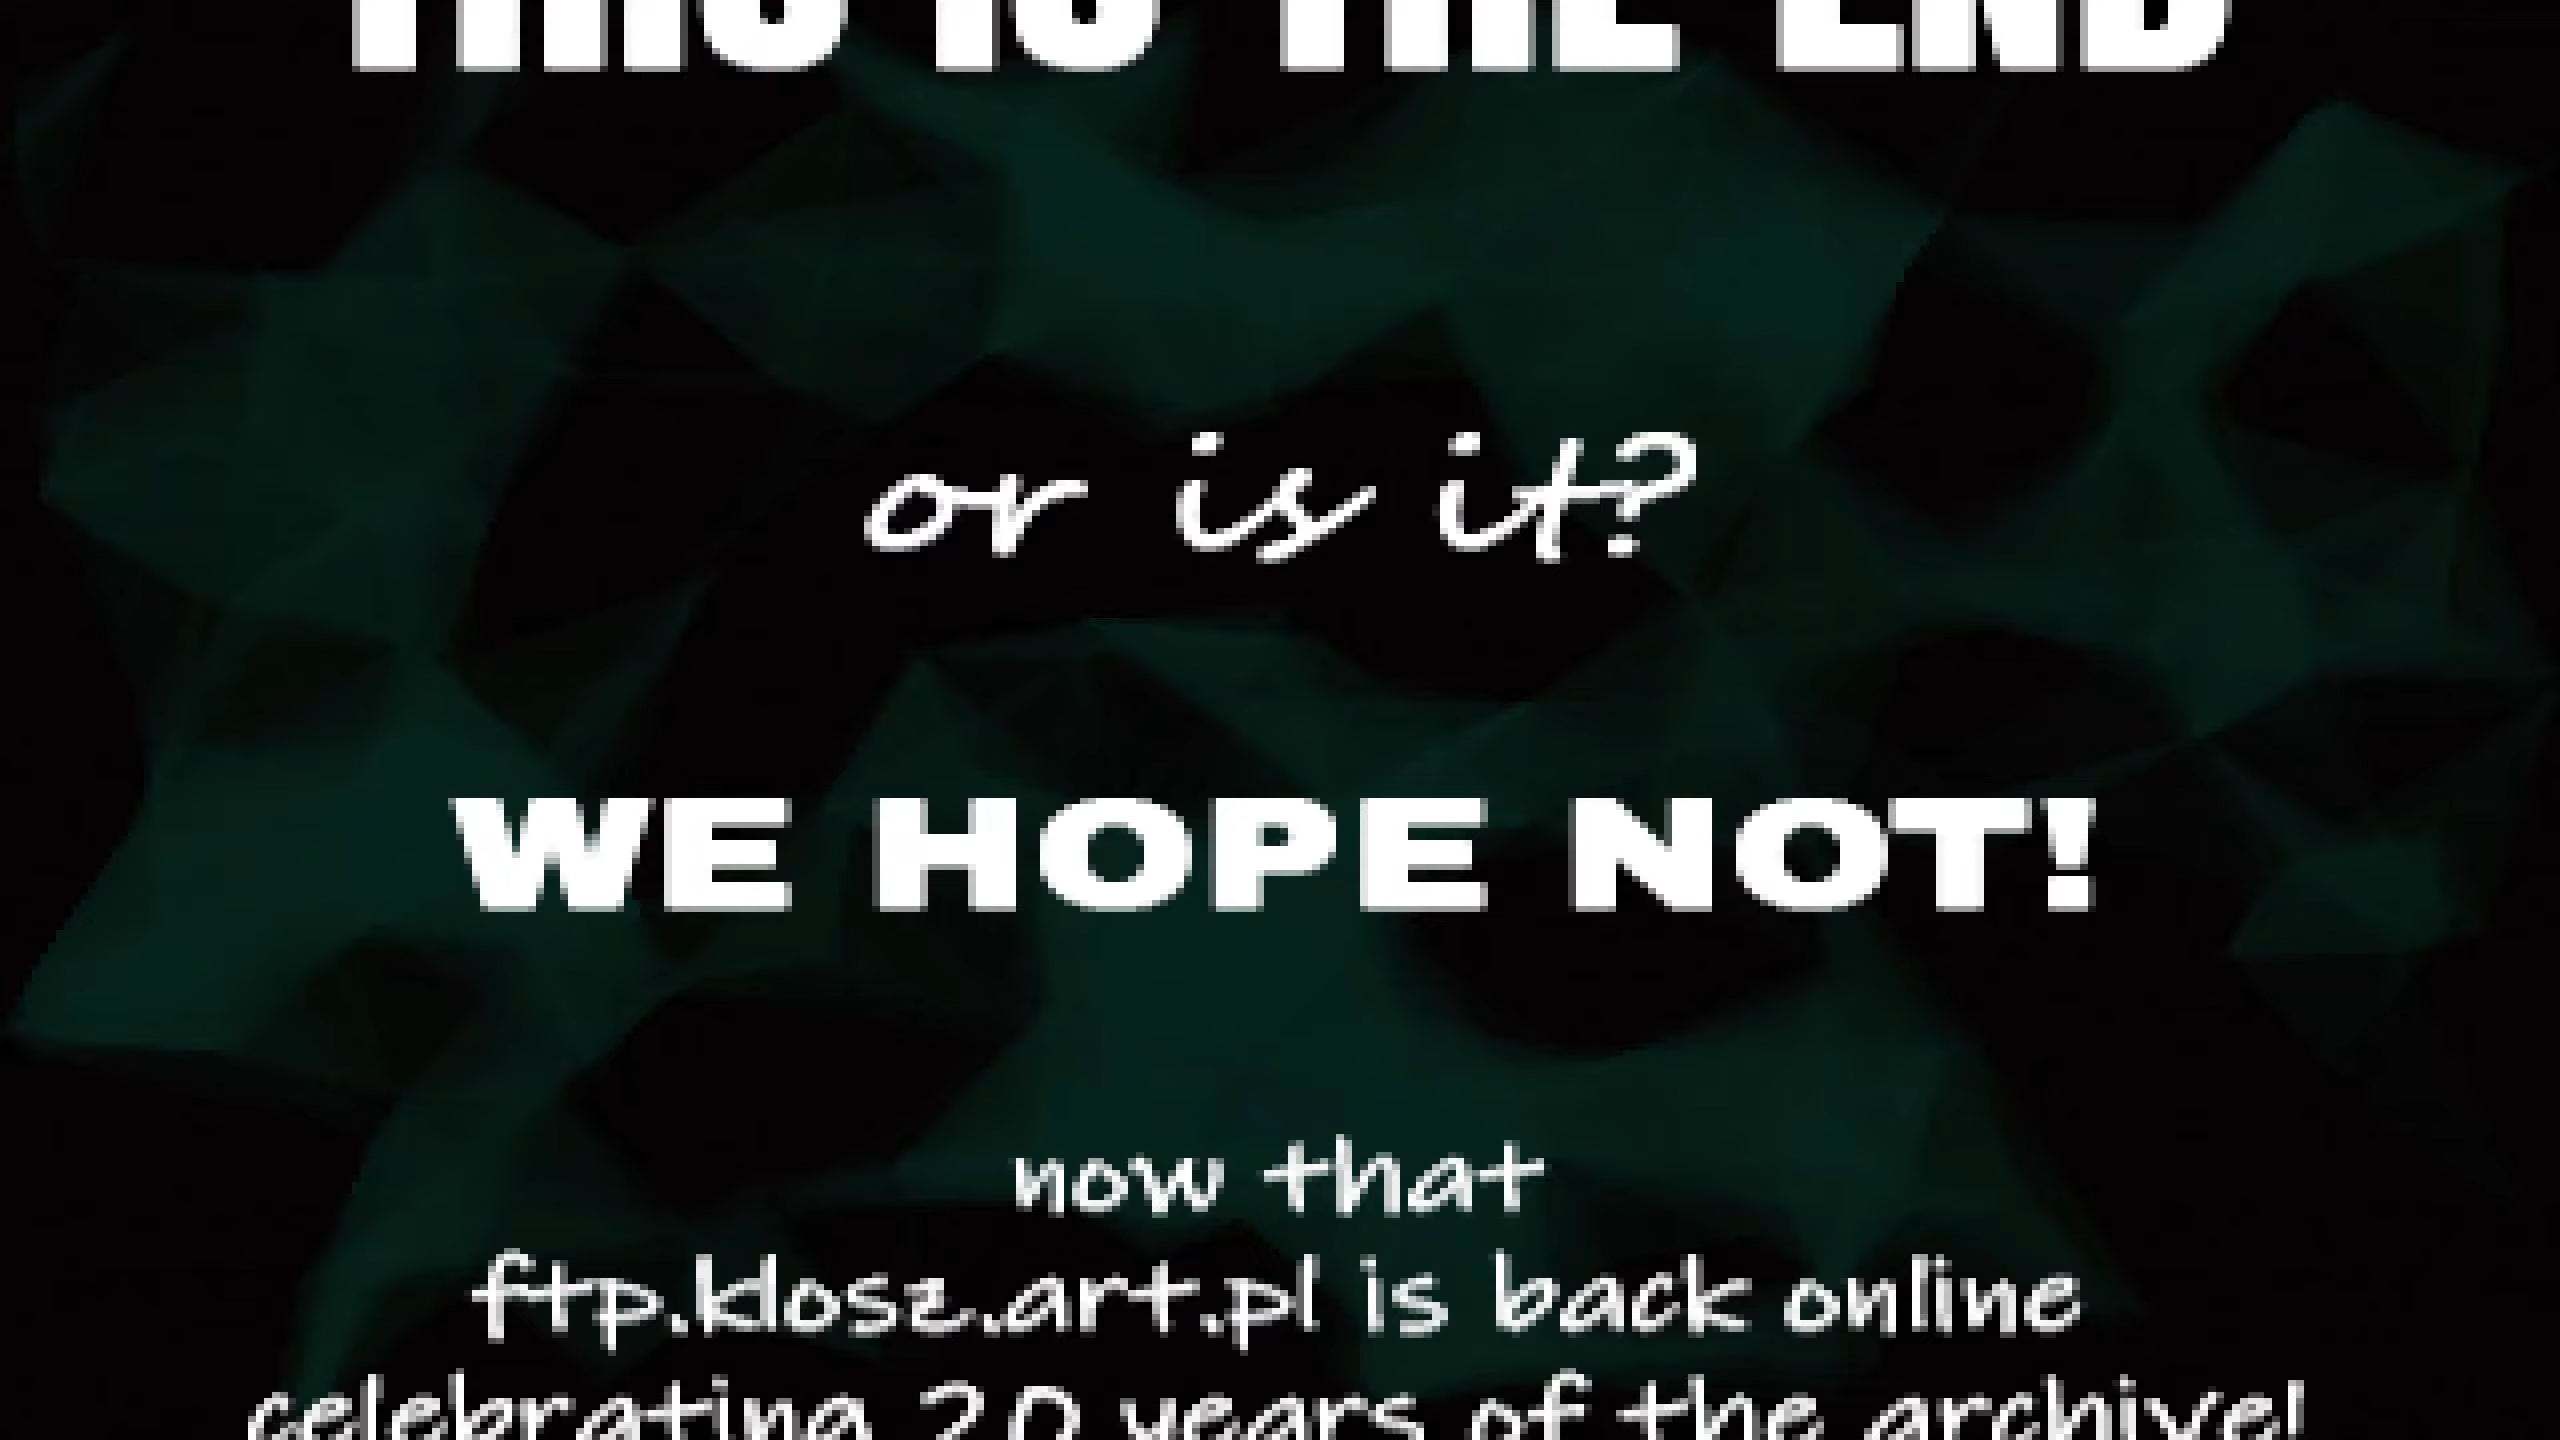 THIS IS THE END
or is it?
WE HOPE NOT!
now that
ftp.klosz.art.pl is back online
celebrating 20 years of the archive!